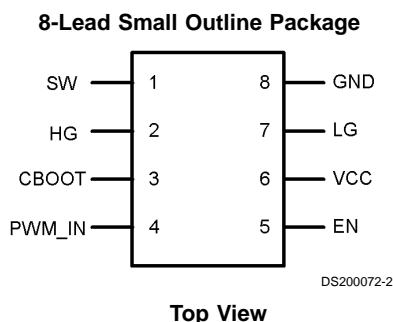 8-Lead Small Outline Package
SW 1 8 GND
HG 2 7 LG
CBOOT 3 6 VCC
PWM_IN 4 5 EN
DS200072-2
Top View